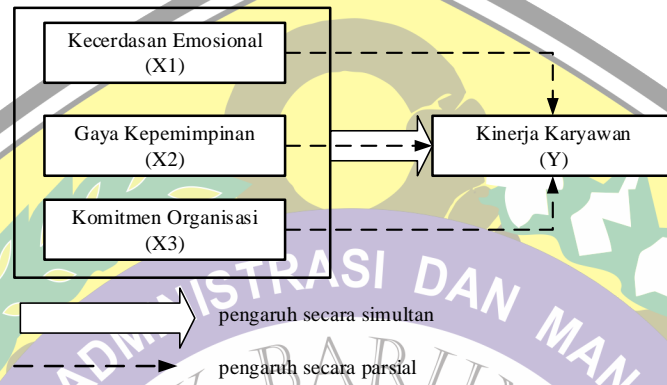 Kecerdasan Emosional
(X1)
Gaya Kepemimpinan
(X2)
Komitmen Organisasi
(X3)
Kinerja Karyawan
(Y)
pengaruh secara simultan
pengaruh secara parsial
ADMINISTRASI DAN MAN